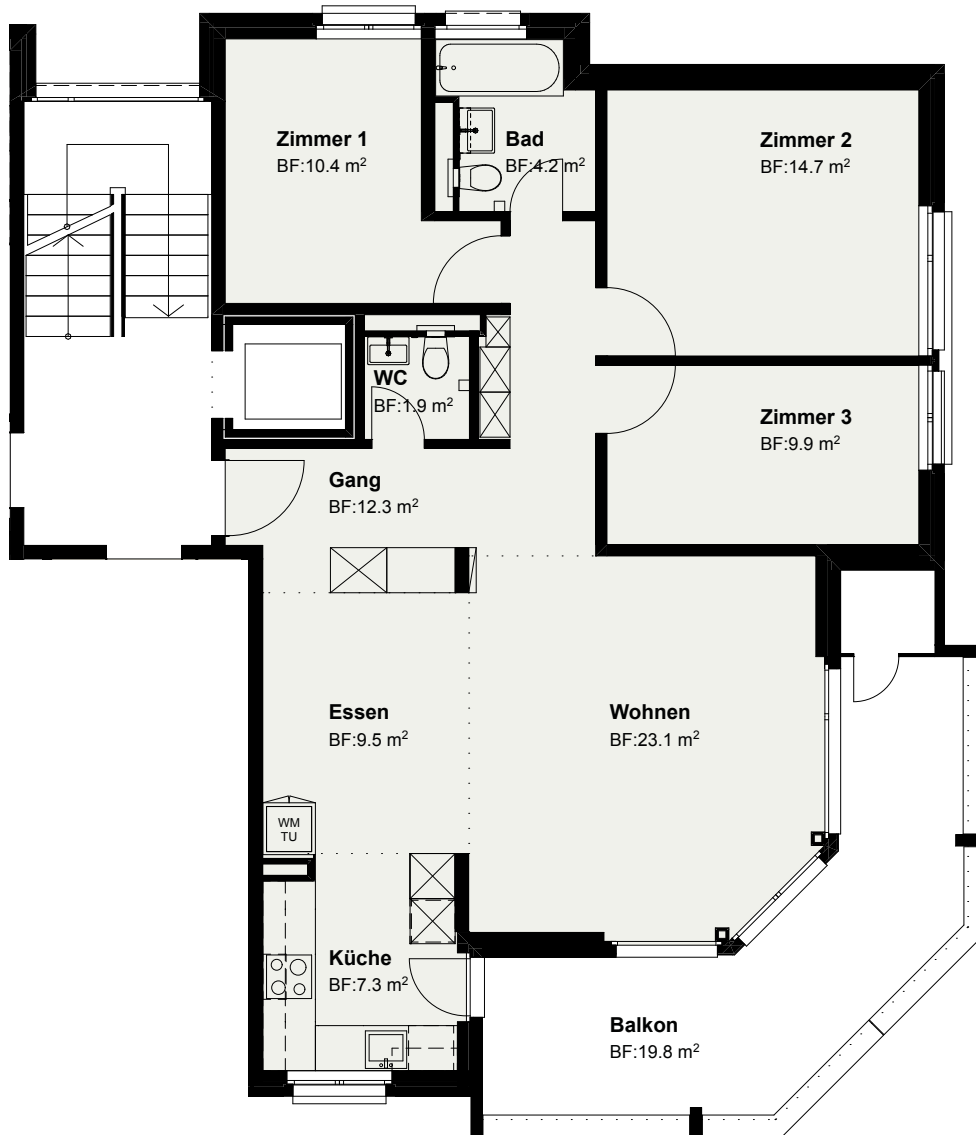 Zimmer 1
BF:10.4 m²
Bad
BF:4.2 m²
Zimmer 2
BF:14.7 m²
WC
BF:1.9 m²
Zimmer 3
BF:9.9 m²
Gang
BF:12.3 m²
Essen
BF:9.5 m²
Wohnen
BF:23.1 m²
WM
TU
Küche
BF:7.3 m²
Balkon
BF:19.8 m²